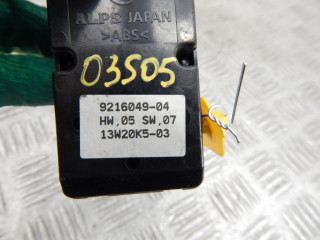 ALPS JAPAN
>ABS<
03505
9216049-04
HW,05 SW,07
13W20K5-03